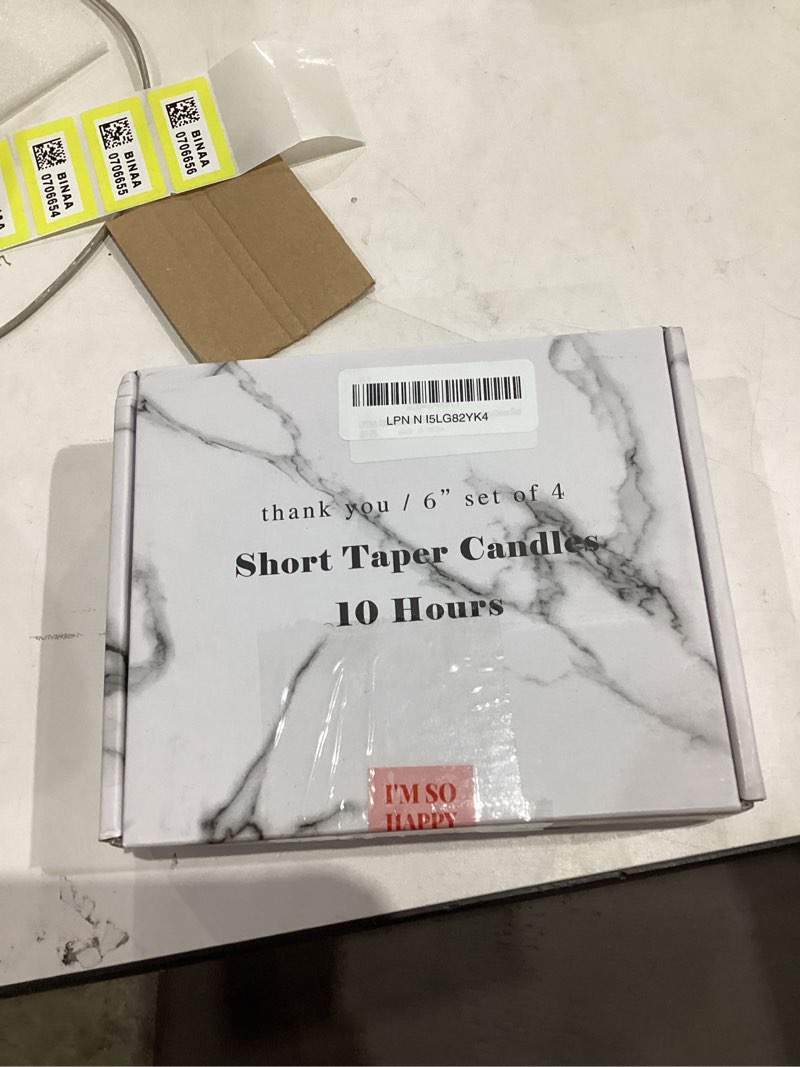 BINAA
0706656
BINAA
0706655
BINAA
0706654
LPN N I5LG82YK4
thank you / 6” set of 4
Short Taper Candles
10 Hours
I'M SO
HAPPY